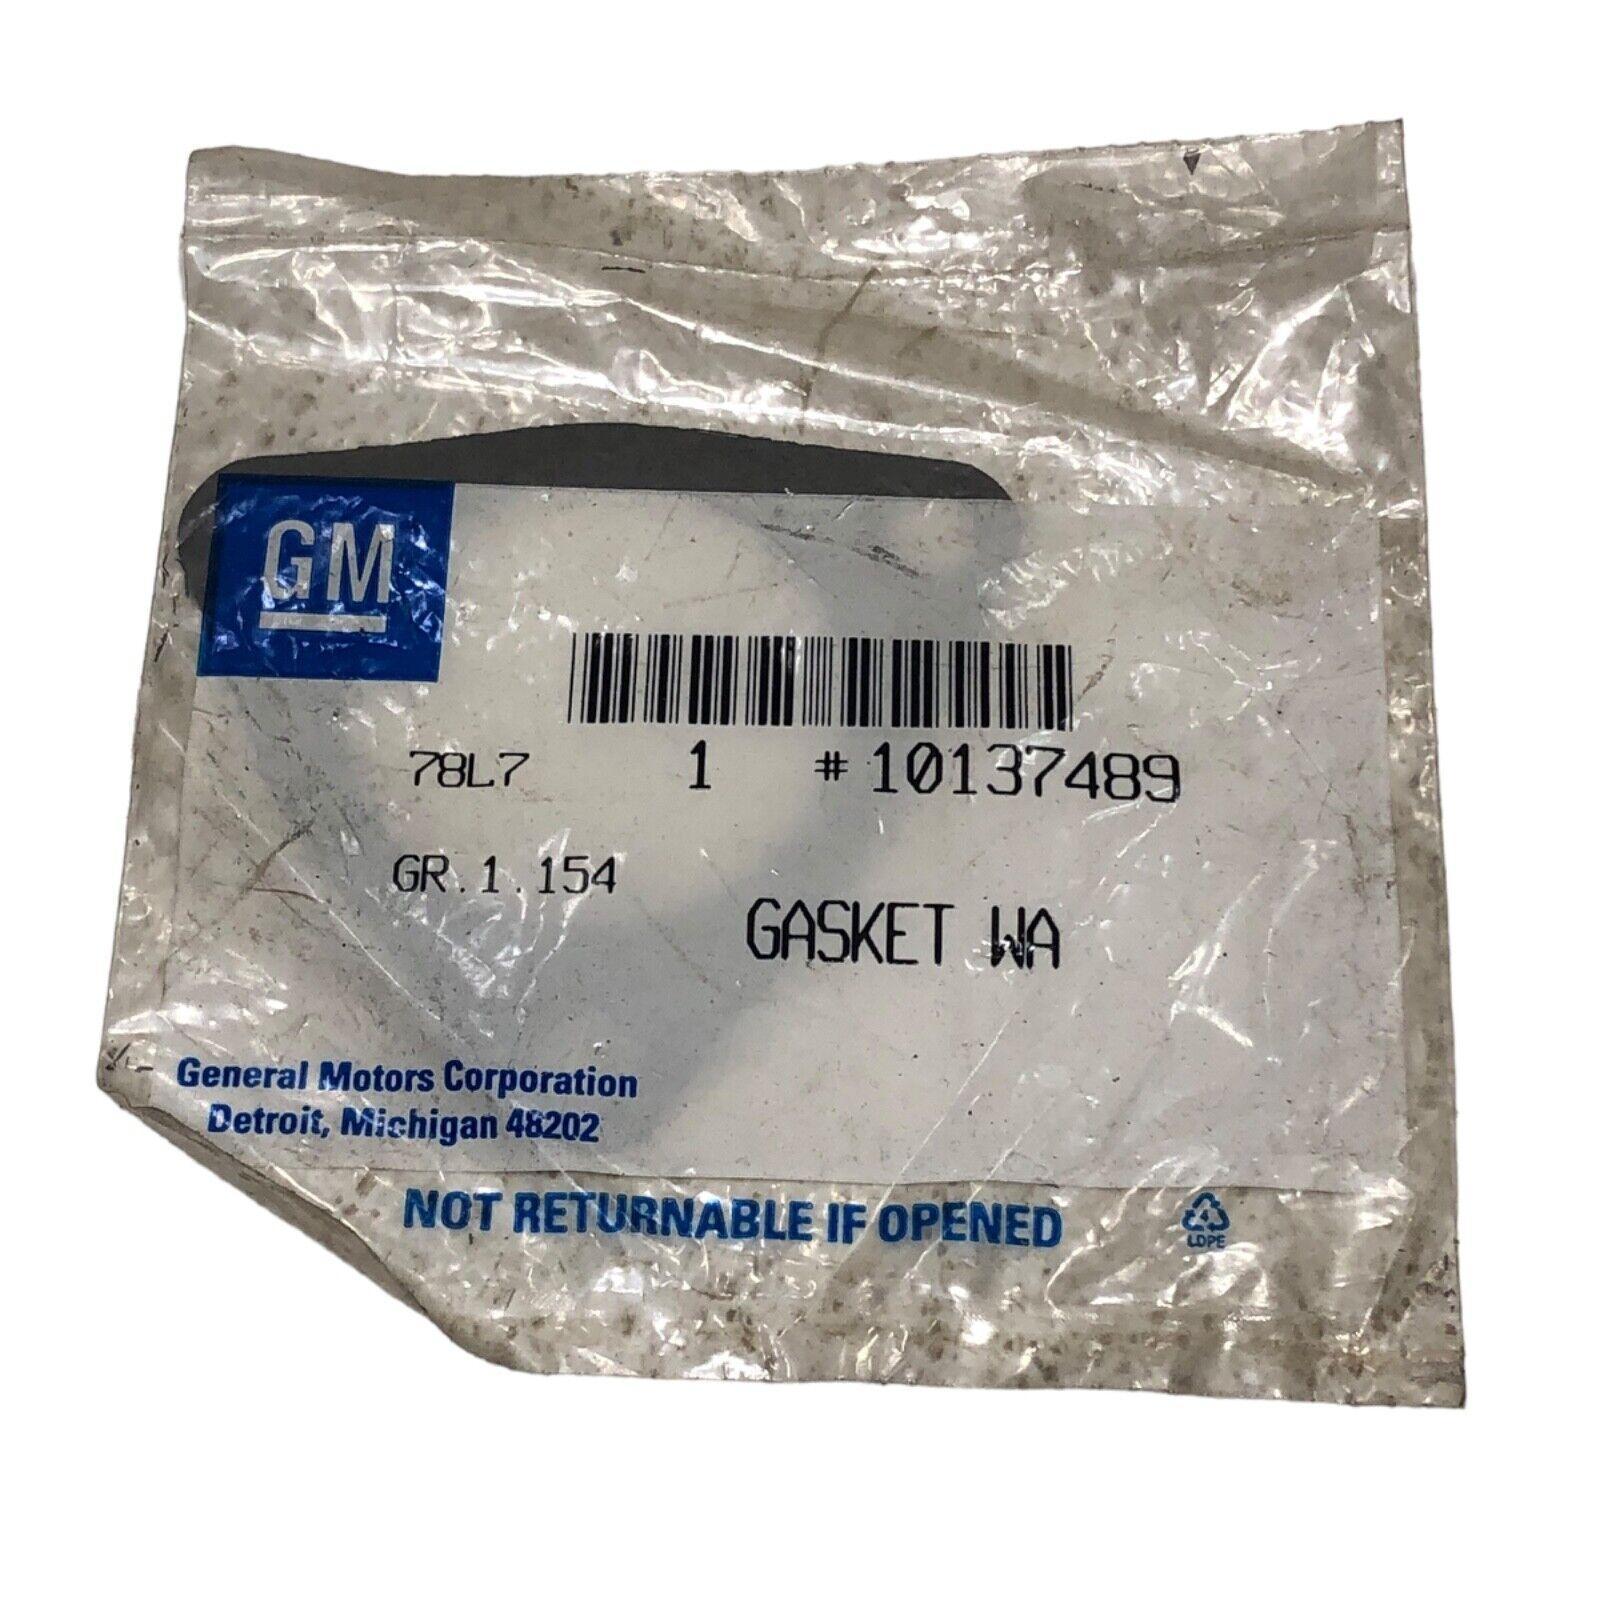 GM
78L7 1 #10137489
GR.1.154
GASKET WA
General Motors Corporation
Detroit, Michigan 48202
NOT RETURNABLE IF OPENED
LDPE